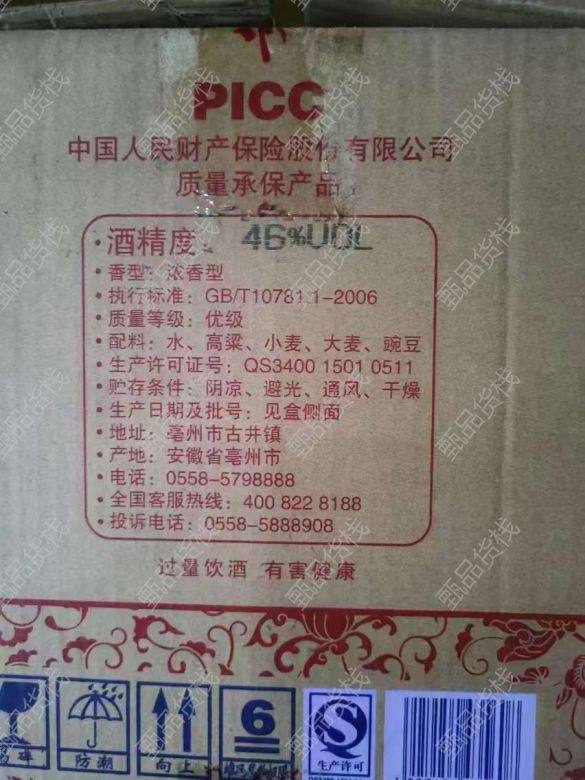 PICC
中国人民财产保险股份有限公司
质量承保产品
·酒精度: 46%VOL
·香型: 浓香型
·执行标准: GB/T10781.1-2006
·质量等级: 优级
·配料: 水、高粱、小麦、大麦、豌豆
·生产许可证号: QS3400 1501 0511
·贮存条件: 阴凉、避光、通风、干燥
·生产日期及批号: 见盒侧面
·地址: 亳州市古井镇
·产地: 安徽省亳州市
·电话: 0558-5798888
·全国客服热线: 400 822 8188
·投诉电话: 0558-5888908
过量饮酒 有害健康
6
防潮
向上
生产许可
甄品货栈